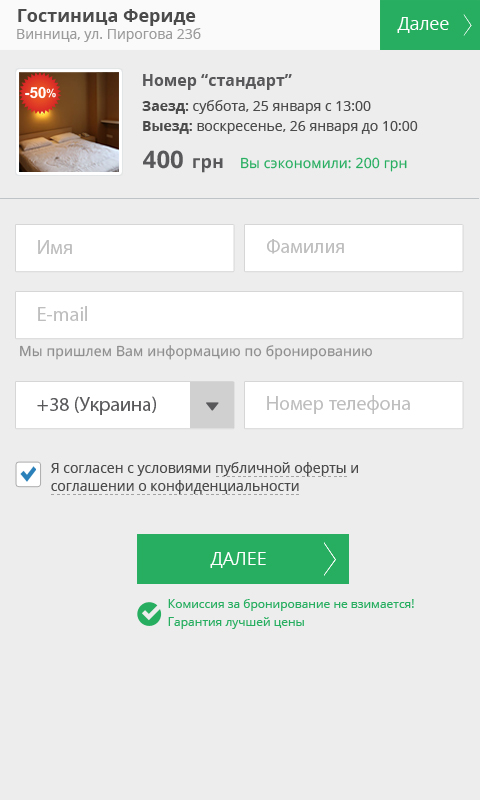 Гостиница Фериде
Винница, ул. Пирогова 23б
Далее
-50%
Номер “стандарт”
Заезд: суббота, 25 января с 13:00
Выезд: воскресенье, 26 января до 10:00
400 грн
Вы сэкономили: 200 грн
Имя
Фамилия
E-mail
Мы пришлем Вам информацию по бронированию
+38 (Украина)
Номер телефона
Я согласен с условиями публичной оферты и
соглашении о конфиденциальности
ДАЛЕЕ
Комиссия за бронирование не взимается!
Гарантия лучшей цены